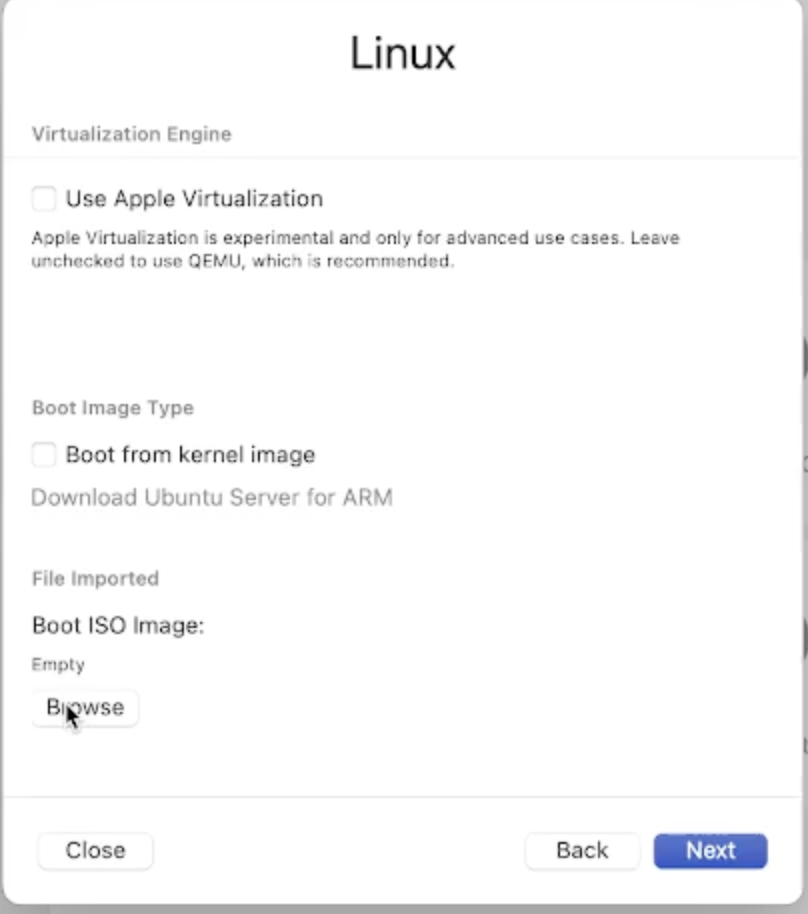 Linux
Virtualization Engine
Use Apple Virtualization
Apple Virtualization is experimental and only for advanced use cases. Leave
unchecked to use QEMU, which is recommended.
Boot Image Type
Boot from kernel image
Download Ubuntu Server for ARM
File Imported
Boot ISO Image:
Empty
Browse
Close
Back
Next